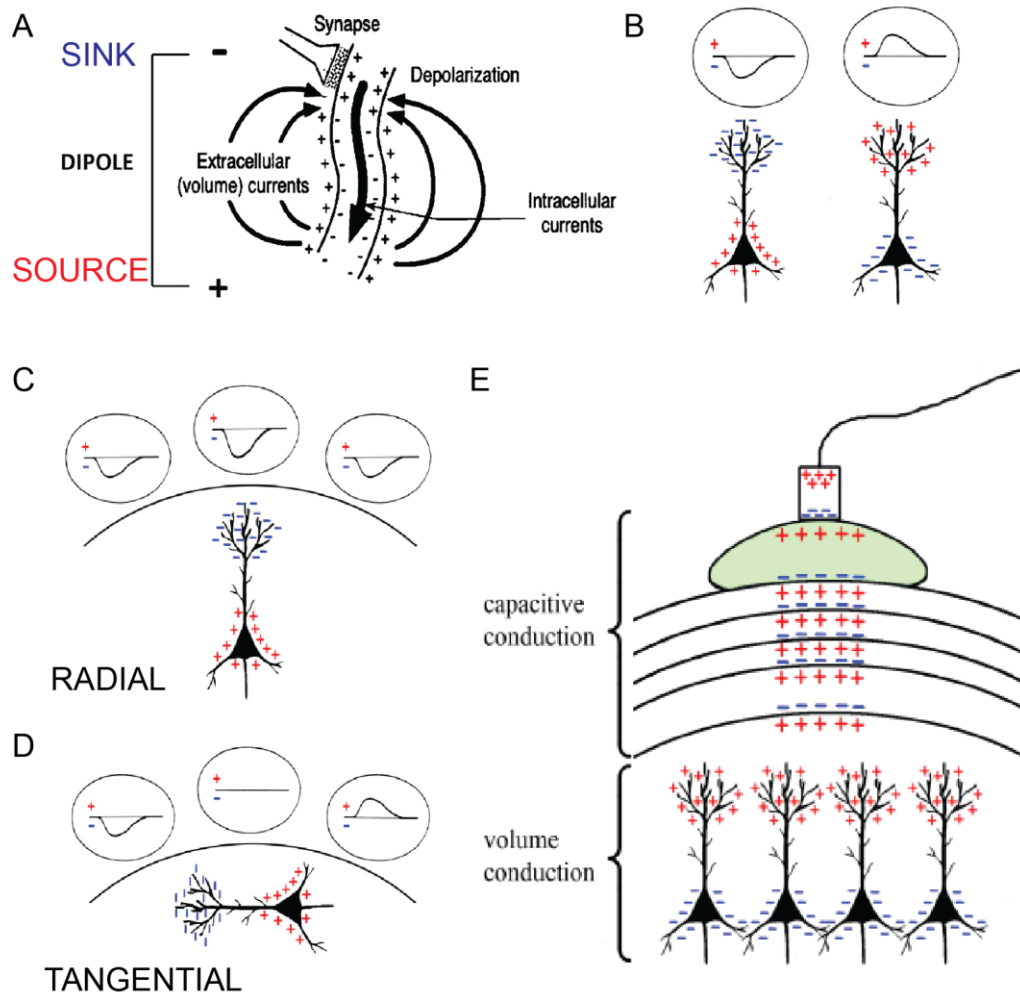 A
SINK
-
Synapse
Depolarization
DIPOLE
Extracellular
(volume) currents
Intracellular
currents
SOURCE
+
B
C
RADIAL
D
TANGENTIAL
E
capacitive
conduction
volume
conduction